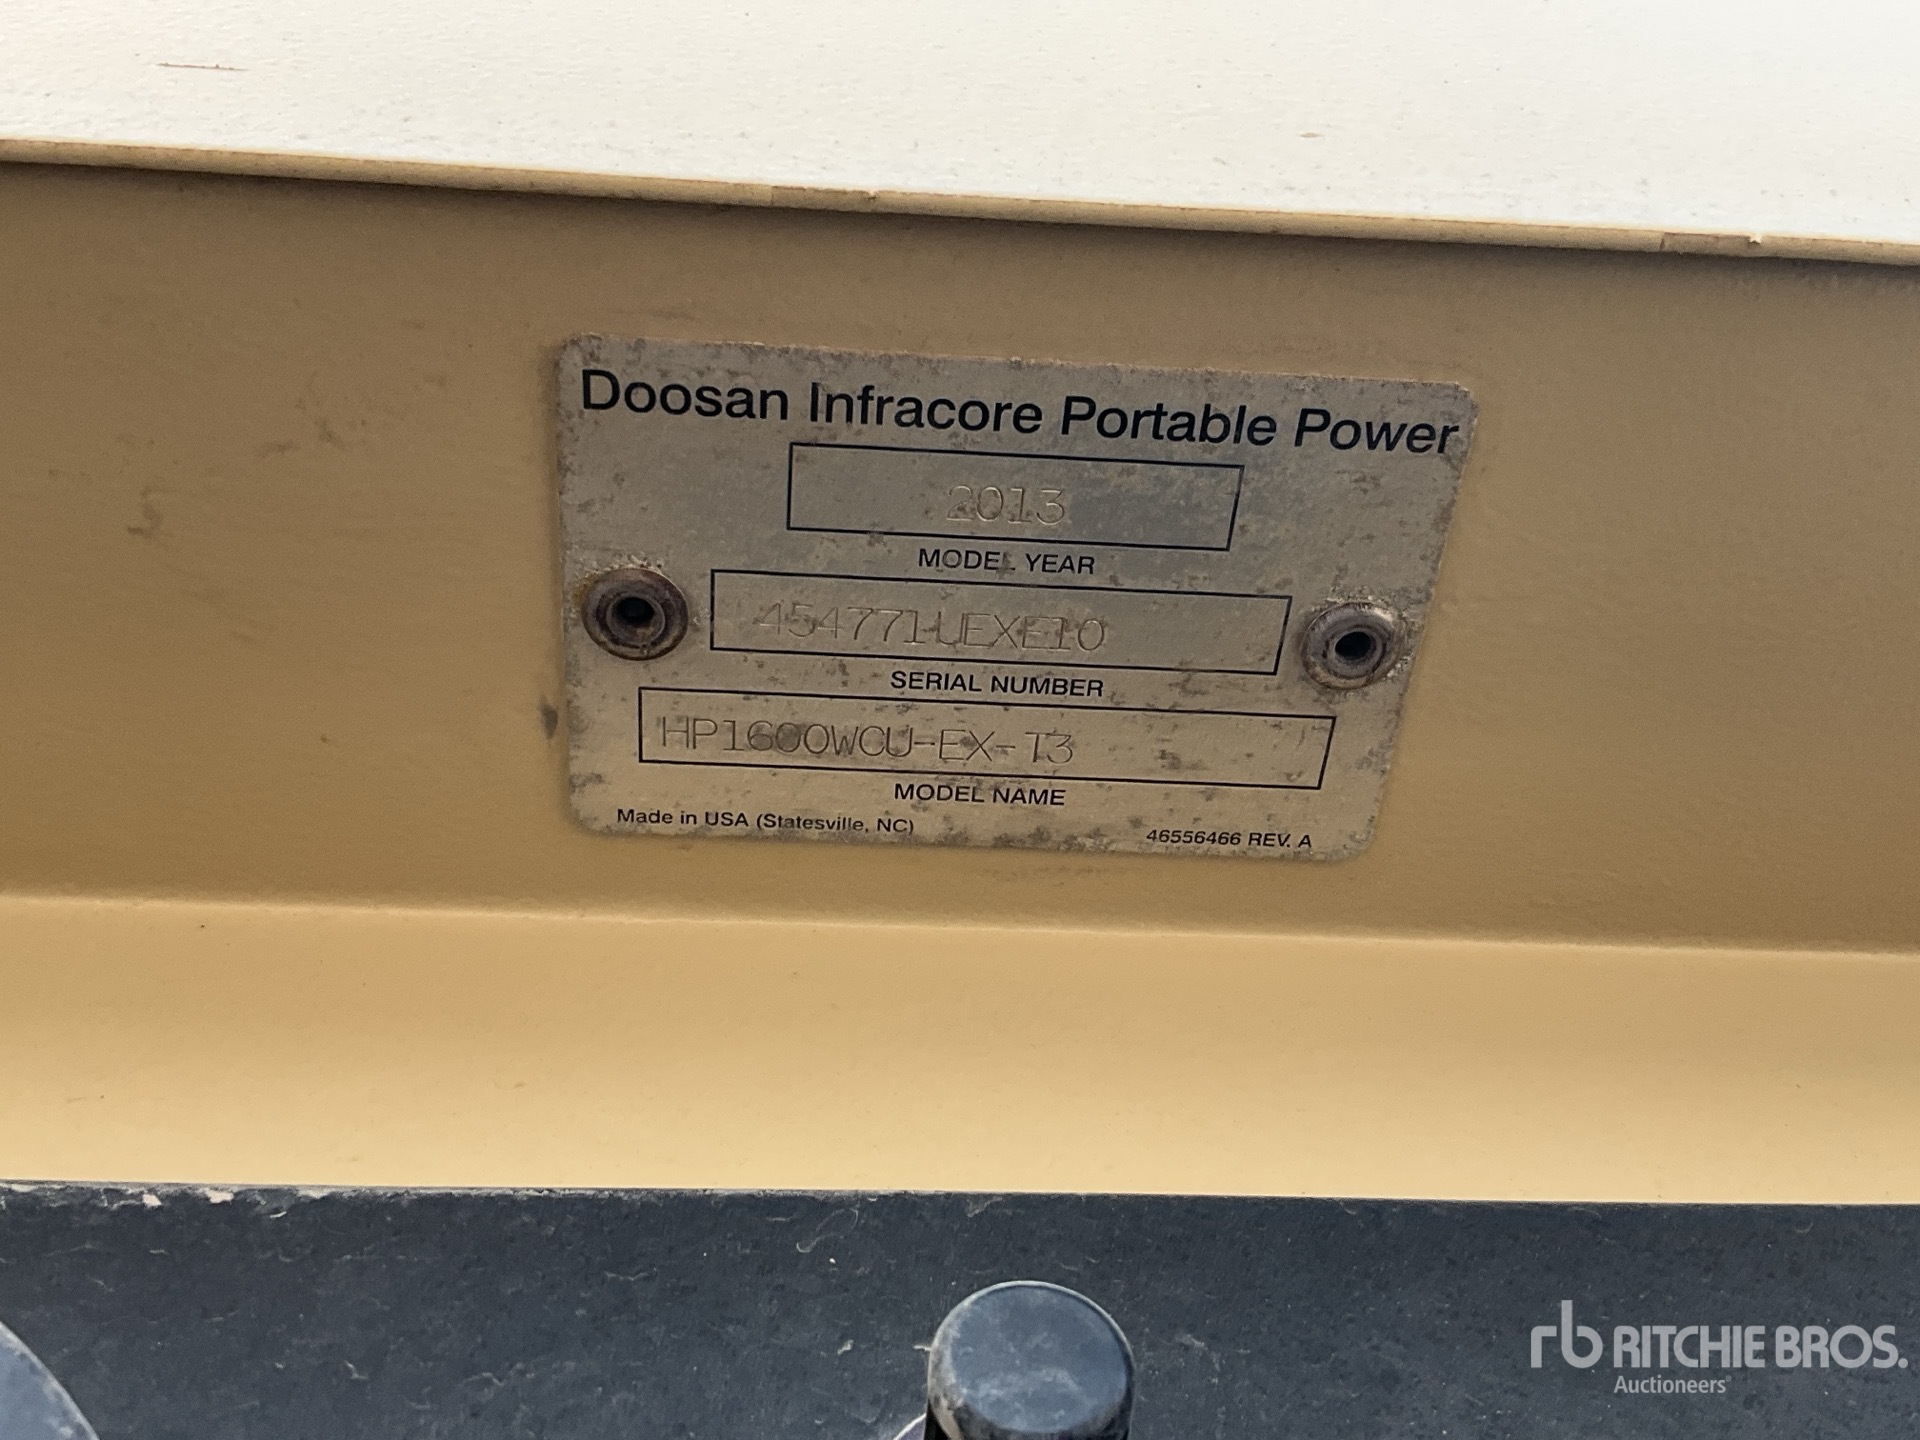 Doosan Infracore Portable Power
2013
MODEL YEAR
454771UEXE10
SERIAL NUMBER
HP1600WCU-EX-T3
MODEL NAME
Made in USA (Statesville, NC)
46556466 REV. A
rb RITCHIE BROS.
Auctioneers